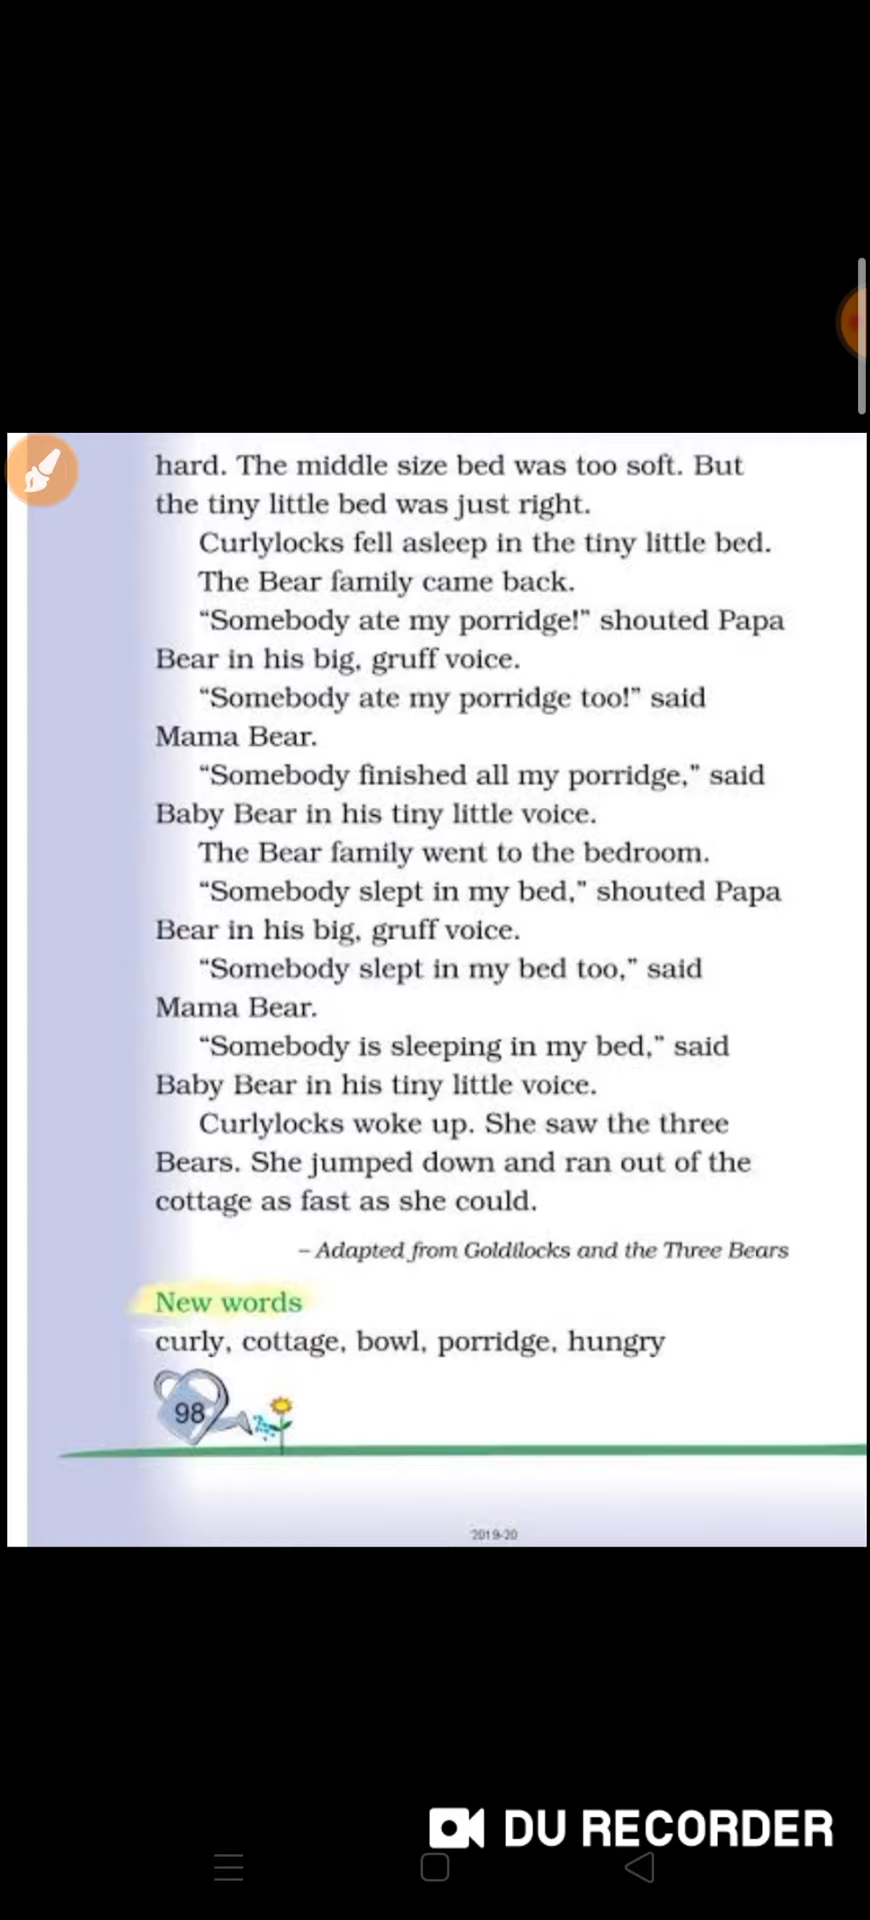 hard. The middle size bed was too soft. But
the tiny little bed was just right.
Curlylocks fell asleep in the tiny little bed.
The Bear family came back.
“Somebody ate my porridge!” shouted Papa
Bear in his big, gruff voice.
“Somebody ate my porridge too!” said
Mama Bear.
“Somebody finished all my porridge,” said
Baby Bear in his tiny little voice.
The Bear family went to the bedroom.
“Somebody slept in my bed,” shouted Papa
Bear in his big, gruff voice.
“Somebody slept in my bed too,” said
Mama Bear.
“Somebody is sleeping in my bed,” said
Baby Bear in his tiny little voice.
Curlylocks woke up. She saw the three
Bears. She jumped down and ran out of the
cottage as fast as she could.
– Adapted from Goldilocks and the Three Bears
New words
curly, cottage, bowl, porridge, hungry
98
2019-20
DU RECORDER